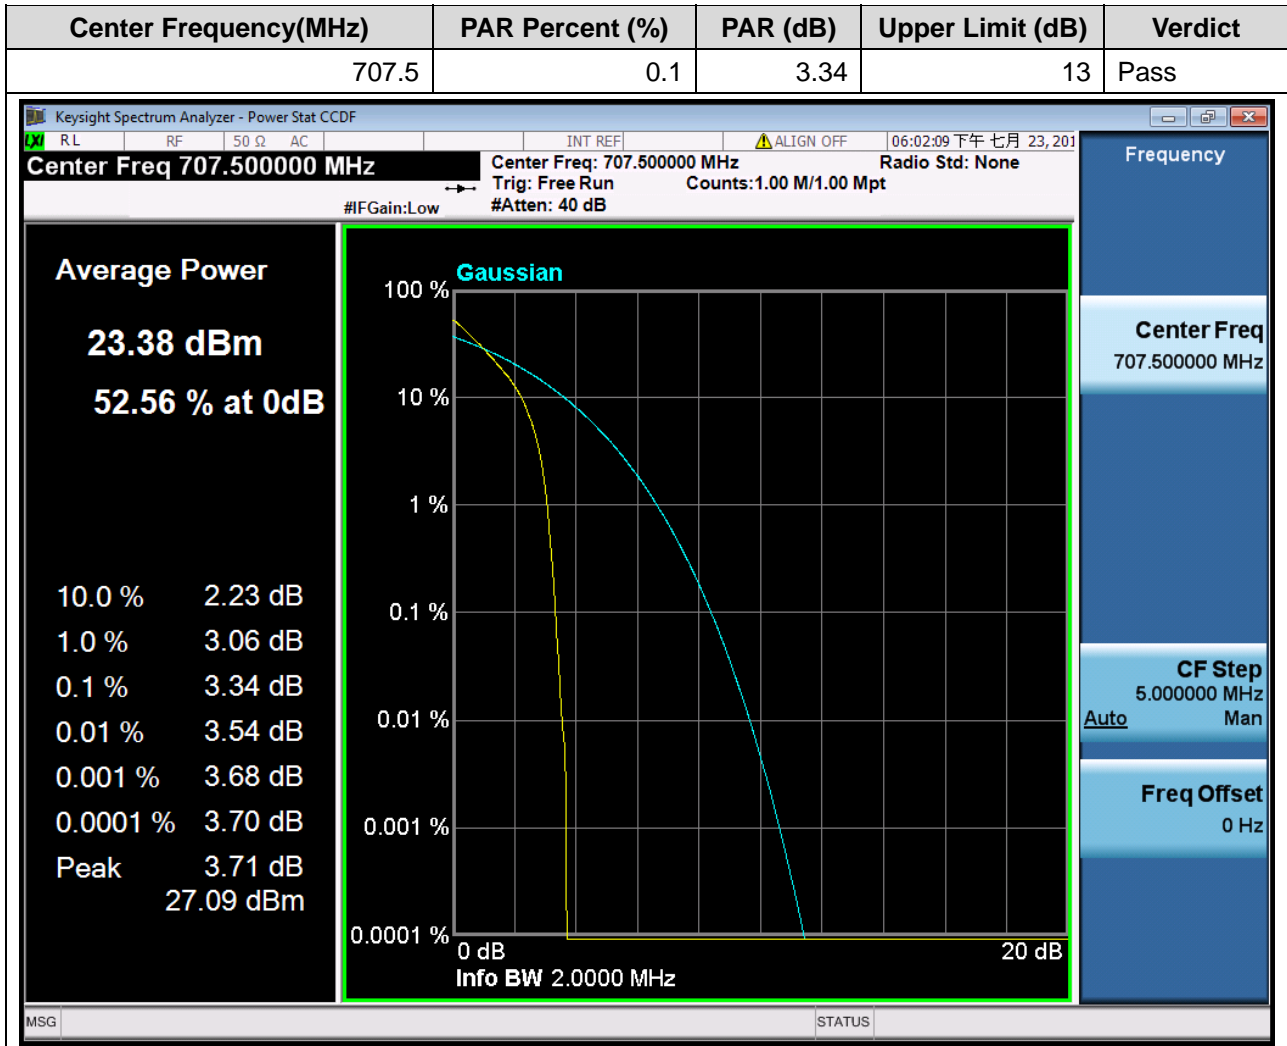 Center Frequency(MHz) PAR Percent (%) PAR (dB) Upper Limit (dB) Verdict
707.5 0.1 3.34 13 Pass
Keysight Spectrum Analyzer - Power Stat CCDF
LXI RL RF 50 Ω AC INT REF ALIGN OFF 06:02:09 下午 七月 23, 201
Center Freq 707.500000 MHz
Center Freq: 707.500000 MHz Radio Std: None
Trig: Free Run Counts:1.00 M/1.00 Mpt
#IFGain:Low #Atten: 40 dB
Average Power
23.38 dBm
52.56 % at 0dB
10.0 % 2.23 dB
1.0 % 3.06 dB
0.1 % 3.34 dB
0.01 % 3.54 dB
0.001 % 3.68 dB
0.0001 % 3.70 dB
Peak 3.71 dB
27.09 dBm
Gaussian
100 %
10 %
1 %
0.1 %
0.01 %
0.001 %
0.0001 %
0 dB 20 dB
Info BW 2.0000 MHz
Frequency
Center Freq
707.500000 MHz
CF Step
5.000000 MHz
Auto Man
Freq Offset
0 Hz
MSG STATUS